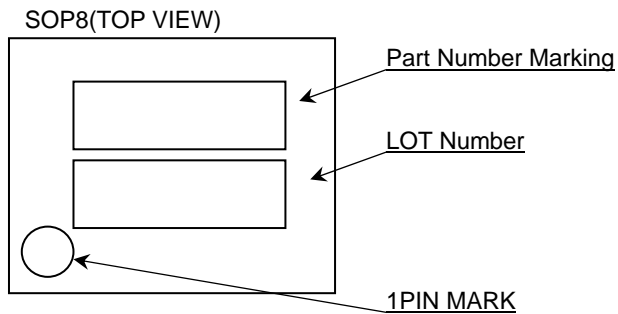 SOP8(TOP VIEW)
Part Number Marking
LOT Number
1PIN MARK